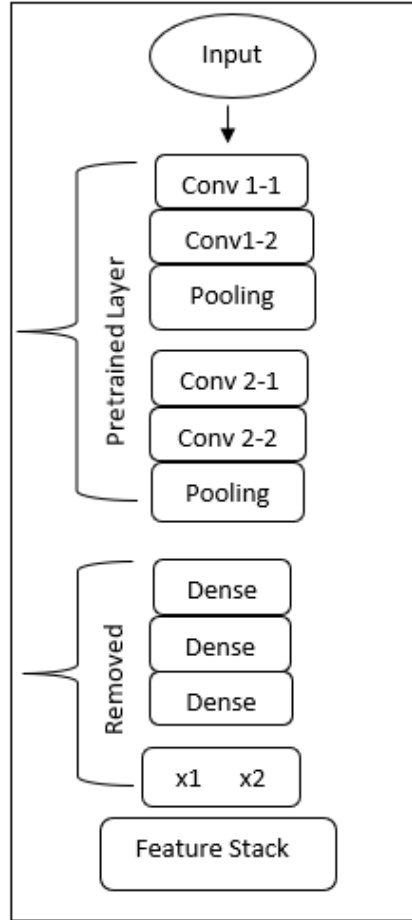 Input
Conv 1-1
Conv1-2
Pooling
Pretrained Layer
Conv 2-1
Conv 2-2
Pooling
Dense
Dense
Dense
Removed
x1 x2
Feature Stack